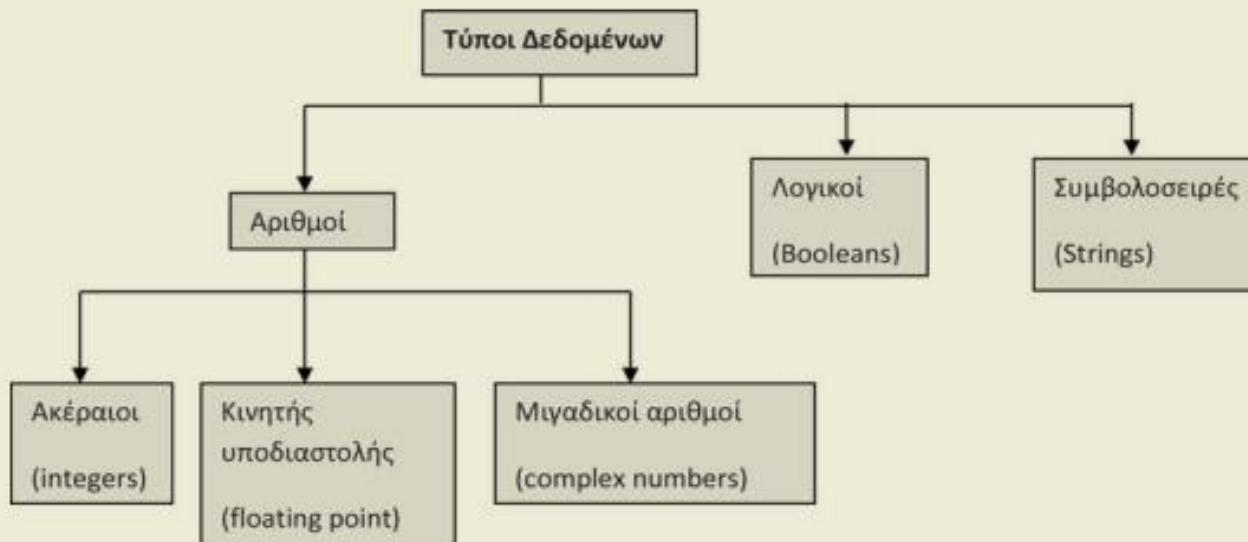 Τύποι Δεδομένων
Αριθμοί
Λογικοί
(Booleans)
Συμβολοσειρές
(Strings)
Ακέραιοι
(integers)
Κινητής
υποδιαστολής
(floating point)
Μιγαδικοί αριθμοί
(complex numbers)